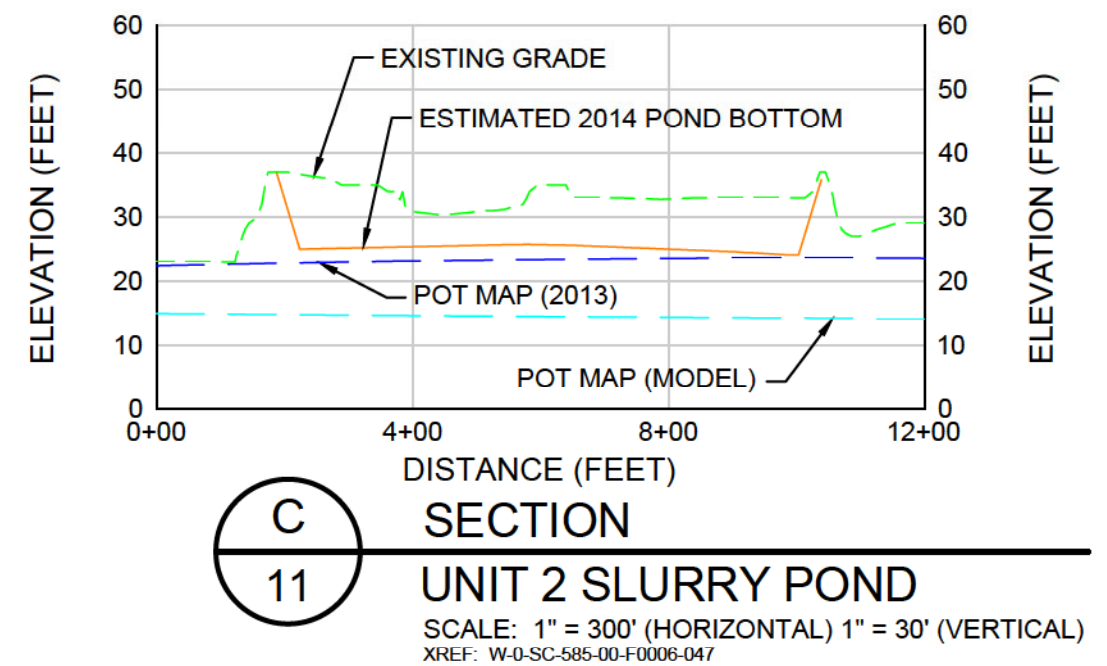 60
60
EXISTING GRADE
50
50
ESTIMATED 2014 POND BOTTOM
40
40
ELEVATION (FEET)
ELEVATION (FEET)
30
30
20
20
POT MAP (2013)
10
10
POT MAP (MODEL)
0
0
0+00
4+00
8+00
12+00
DISTANCE (FEET)
C
SECTION
11
UNIT 2 SLURRY POND
SCALE: 1" = 300' (HORIZONTAL) 1" = 30' (VERTICAL)
XREF: W-0-SC-585-00-F0006-047